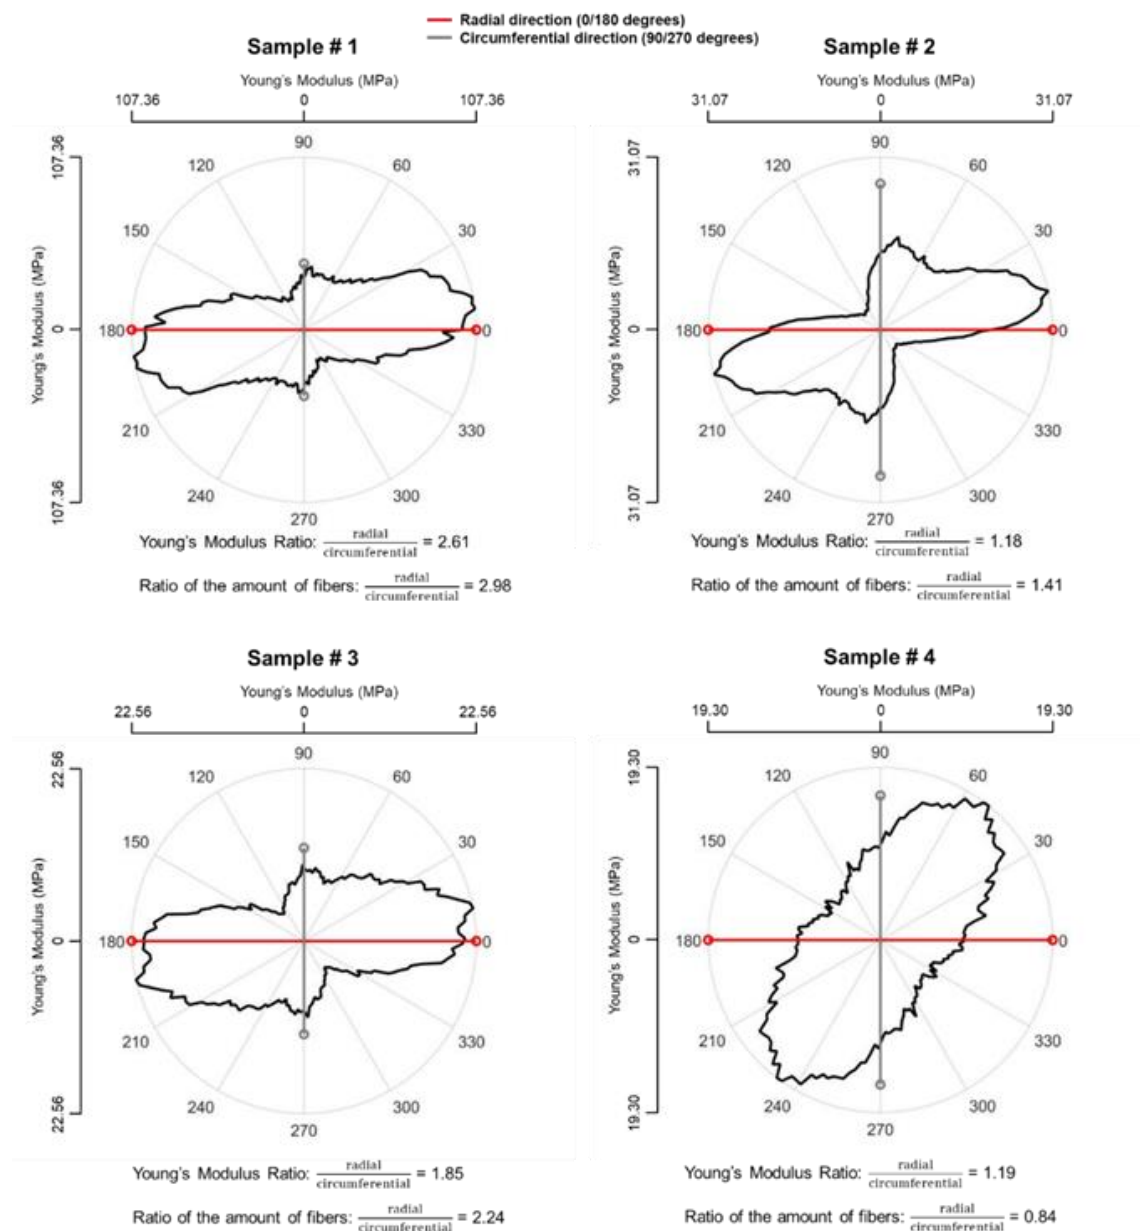 Radial direction (0/180 degrees)
Circumferential direction (90/270 degrees)
Sample # 1
Young's Modulus (MPa)
107.36 0 107.36
107.36
Young's Modulus (MPa)
0
107.36
90
120 60
150 30
180 0
210 330
240 300
270
Young's Modulus Ratio: radial/circumferential = 2.61
Ratio of the amount of fibers: radial/circumferential = 2.98
Sample # 2
Young's Modulus (MPa)
31.07 0 31.07
31.07
Young's Modulus (MPa)
0
31.07
90
120 60
150 30
180 0
210 330
240 300
270
Young's Modulus Ratio: radial/circumferential = 1.18
Ratio of the amount of fibers: radial/circumferential = 1.41
Sample # 3
Young's Modulus (MPa)
22.56 0 22.56
22.56
Young's Modulus (MPa)
0
22.56
90
120 60
150 30
180 0
210 330
240 300
270
Young's Modulus Ratio: radial/circumferential = 1.85
Ratio of the amount of fibers: radial/circumferential = 2.24
Sample # 4
Young's Modulus (MPa)
19.30 0 19.30
19.30
Young's Modulus (MPa)
0
19.30
90
120 60
150 30
180 0
210 330
240 300
270
Young's Modulus Ratio: radial/circumferential = 1.19
Ratio of the amount of fibers: radial/circumferential = 0.84